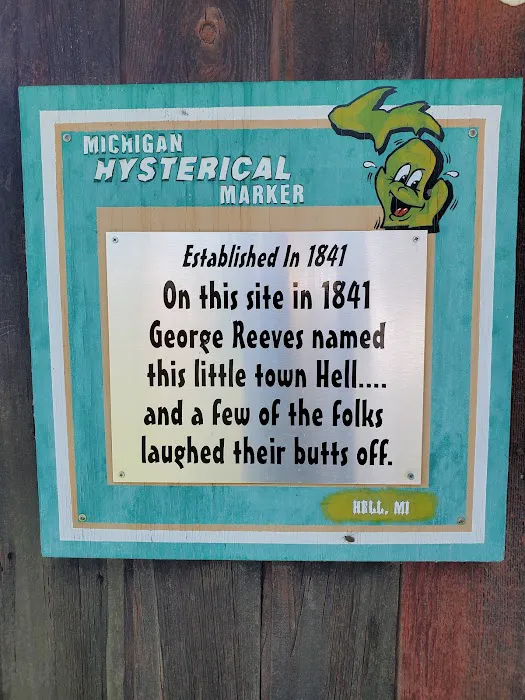 MICHIGAN
HYSTERICAL
MARKER
Established In 1841
On this site in 1841
George Reeves named
this little town Hell....
and a few of the folks
laughed their butts off.
HELL, MI